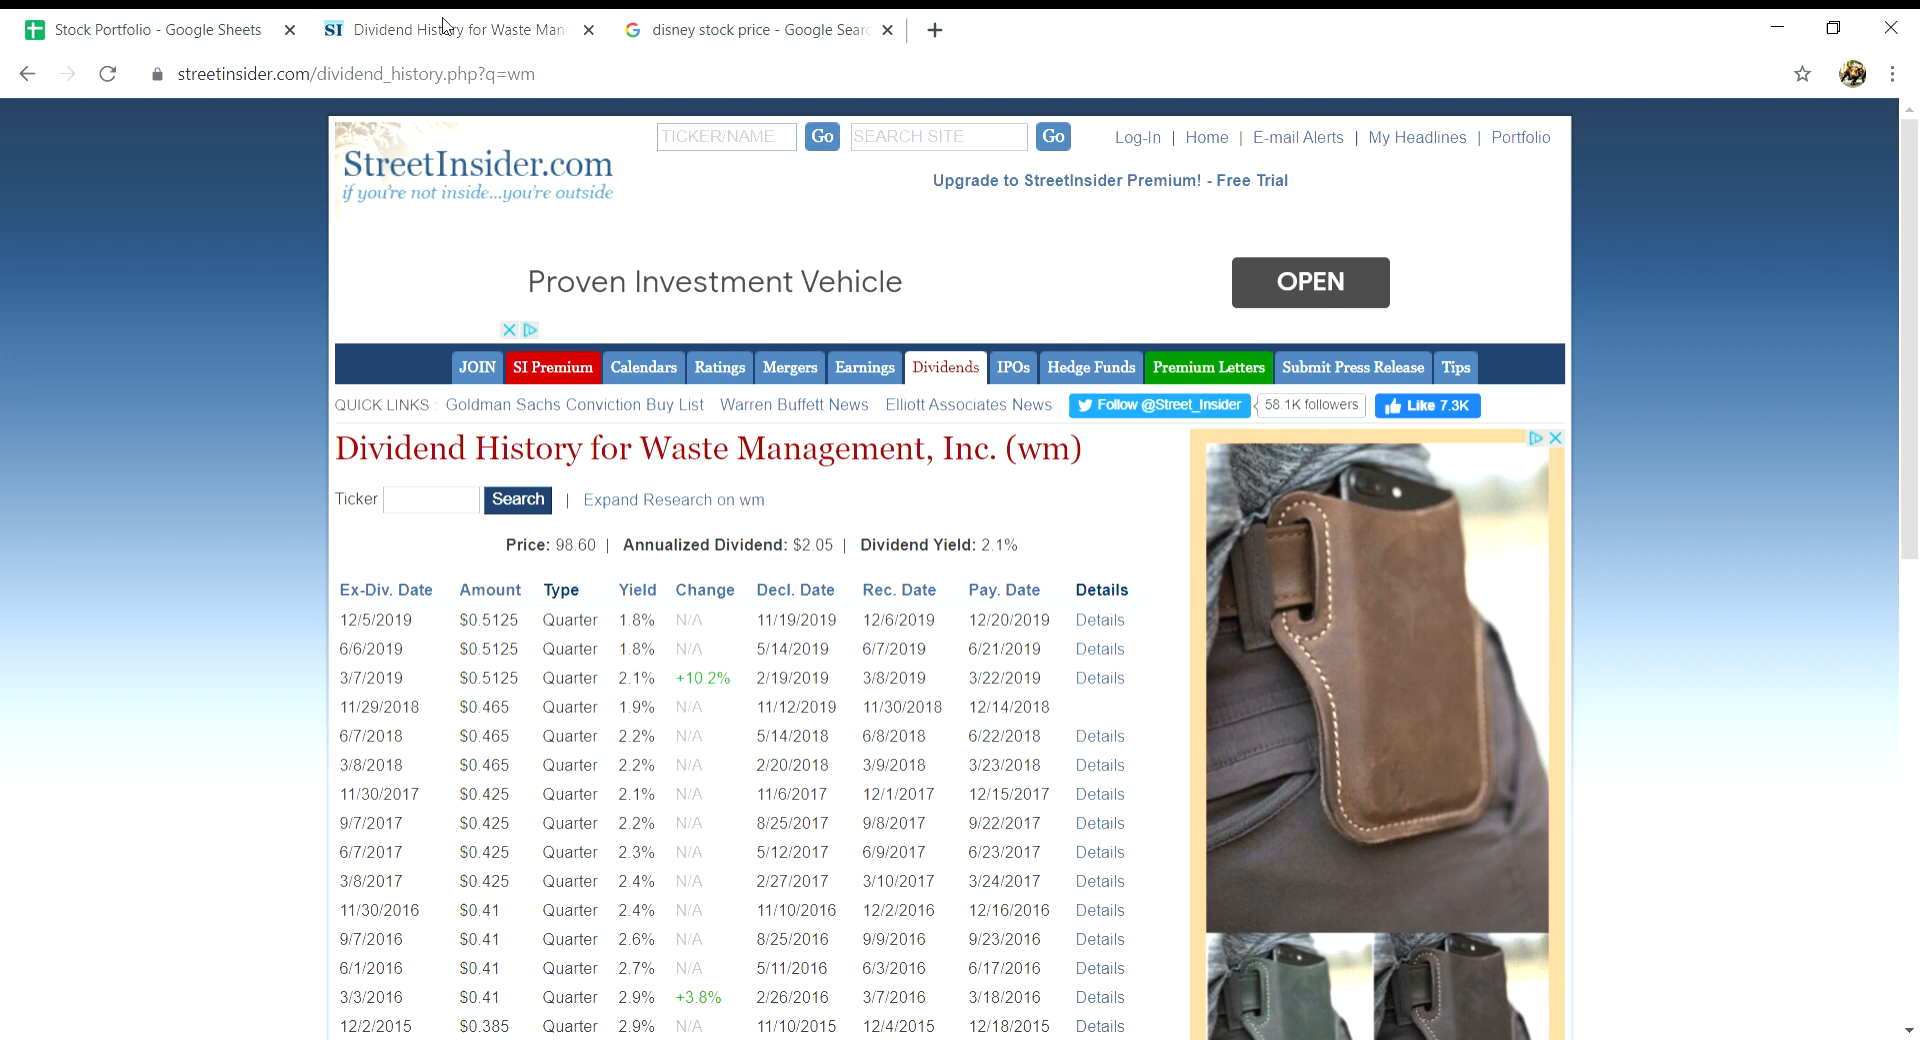 Stock Portfolio - Google Sheets
SI Dividend History for Waste Man
disney stock price - Google Sear
streetinsider.com/dividend_history.php?q=wm
StreetInsider.com
if you're not inside...you're outside
TICKER/NAME Go SEARCH SITE Go
Log-In | Home | E-mail Alerts | My Headlines | Portfolio
Upgrade to StreetInsider Premium! - Free Trial
Proven Investment Vehicle
OPEN
JOIN SI Premium Calendars Ratings Mergers Earnings Dividends IPOs Hedge Funds Premium Letters Submit Press Release Tips
QUICK LINKS : Goldman Sachs Conviction Buy List Warren Buffett News Elliott Associates News Follow @Street_Insider 58.1K followers Like 7.3K
Dividend History for Waste Management, Inc. (wm)
Ticker Search | Expand Research on wm
Price: 98.60 | Annualized Dividend: $2.05 | Dividend Yield: 2.1%
Ex-Div. Date Amount Type Yield Change Decl. Date Rec. Date Pay. Date Details
12/5/2019 $0.5125 Quarter 1.8% N/A 11/19/2019 12/6/2019 12/20/2019 Details
6/6/2019 $0.5125 Quarter 1.8% N/A 5/14/2019 6/7/2019 6/21/2019 Details
3/7/2019 $0.5125 Quarter 2.1% +10.2% 2/19/2019 3/8/2019 3/22/2019 Details
11/29/2018 $0.465 Quarter 1.9% N/A 11/12/2019 11/30/2018 12/14/2018
6/7/2018 $0.465 Quarter 2.2% N/A 5/14/2018 6/8/2018 6/22/2018 Details
3/8/2018 $0.465 Quarter 2.2% N/A 2/20/2018 3/9/2018 3/23/2018 Details
11/30/2017 $0.425 Quarter 2.1% N/A 11/6/2017 12/1/2017 12/15/2017 Details
9/7/2017 $0.425 Quarter 2.2% N/A 8/25/2017 9/8/2017 9/22/2017 Details
6/7/2017 $0.425 Quarter 2.3% N/A 5/12/2017 6/9/2017 6/23/2017 Details
3/8/2017 $0.425 Quarter 2.4% N/A 2/27/2017 3/10/2017 3/24/2017 Details
11/30/2016 $0.41 Quarter 2.4% N/A 11/10/2016 12/2/2016 12/16/2016 Details
9/7/2016 $0.41 Quarter 2.6% N/A 8/25/2016 9/9/2016 9/23/2016 Details
6/1/2016 $0.41 Quarter 2.7% N/A 5/11/2016 6/3/2016 6/17/2016 Details
3/3/2016 $0.41 Quarter 2.9% +3.8% 2/26/2016 3/7/2016 3/18/2016 Details
12/2/2015 $0.385 Quarter 2.9% N/A 11/10/2015 12/4/2015 12/18/2015 Details